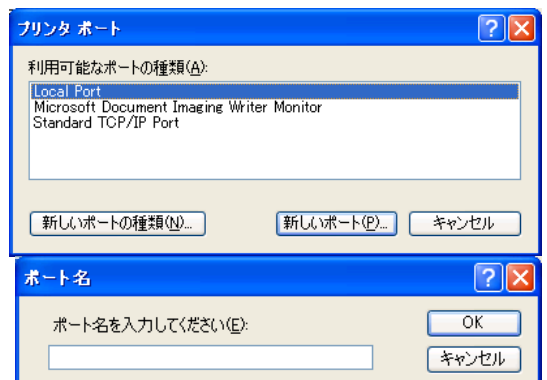 プリンタ ポート
利用可能なポートの種類(A):
Local Port
Microsoft Document Imaging Writer Monitor
Standard TCP/IP Port
新しいポートの種類(N)... 新しいポート(P)... キャンセル
ポート名
ポート名を入力してください(E):
OK
キャンセル